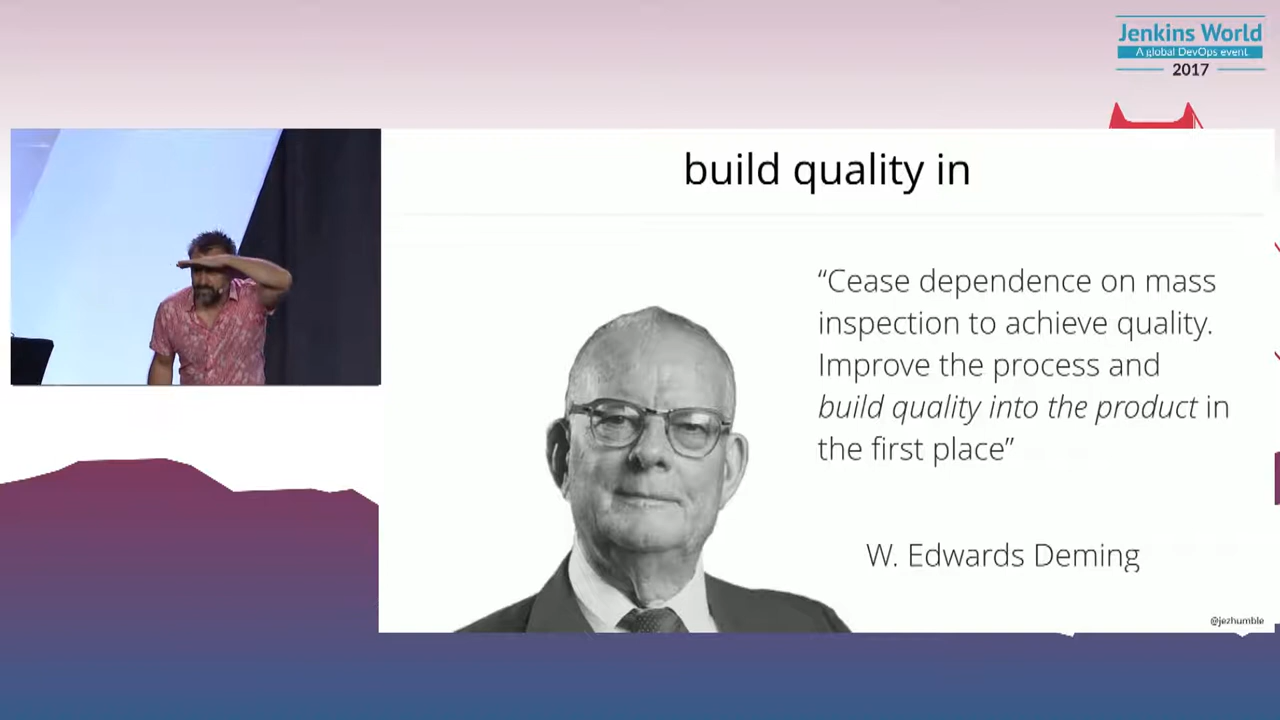 Jenkins World
A global DevOps event
2017
build quality in
“Cease dependence on mass
inspection to achieve quality.
Improve the process and
build quality into the product in
the first place”
W. Edwards Deming
@jezhumble